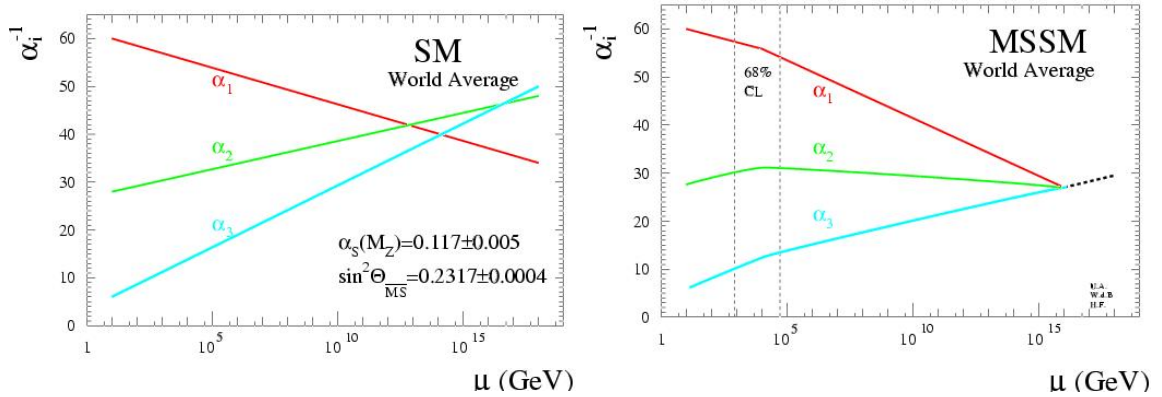 α_i^-1
60
50
40
30
20
10
0
SM
World Average
α_1
α_2
α_3
α_S(M_Z)=0.117±0.005
sin^2Θ_MS=0.2317±0.0004
1
10^5
10^10
10^15
μ (GeV)
α_i^-1
60
50
40
30
20
10
0
MSSM
World Average
68%
CL
α_1
α_2
α_3
U.A.
W.d.B
H.F.
1
10^5
10^10
10^15
μ (GeV)